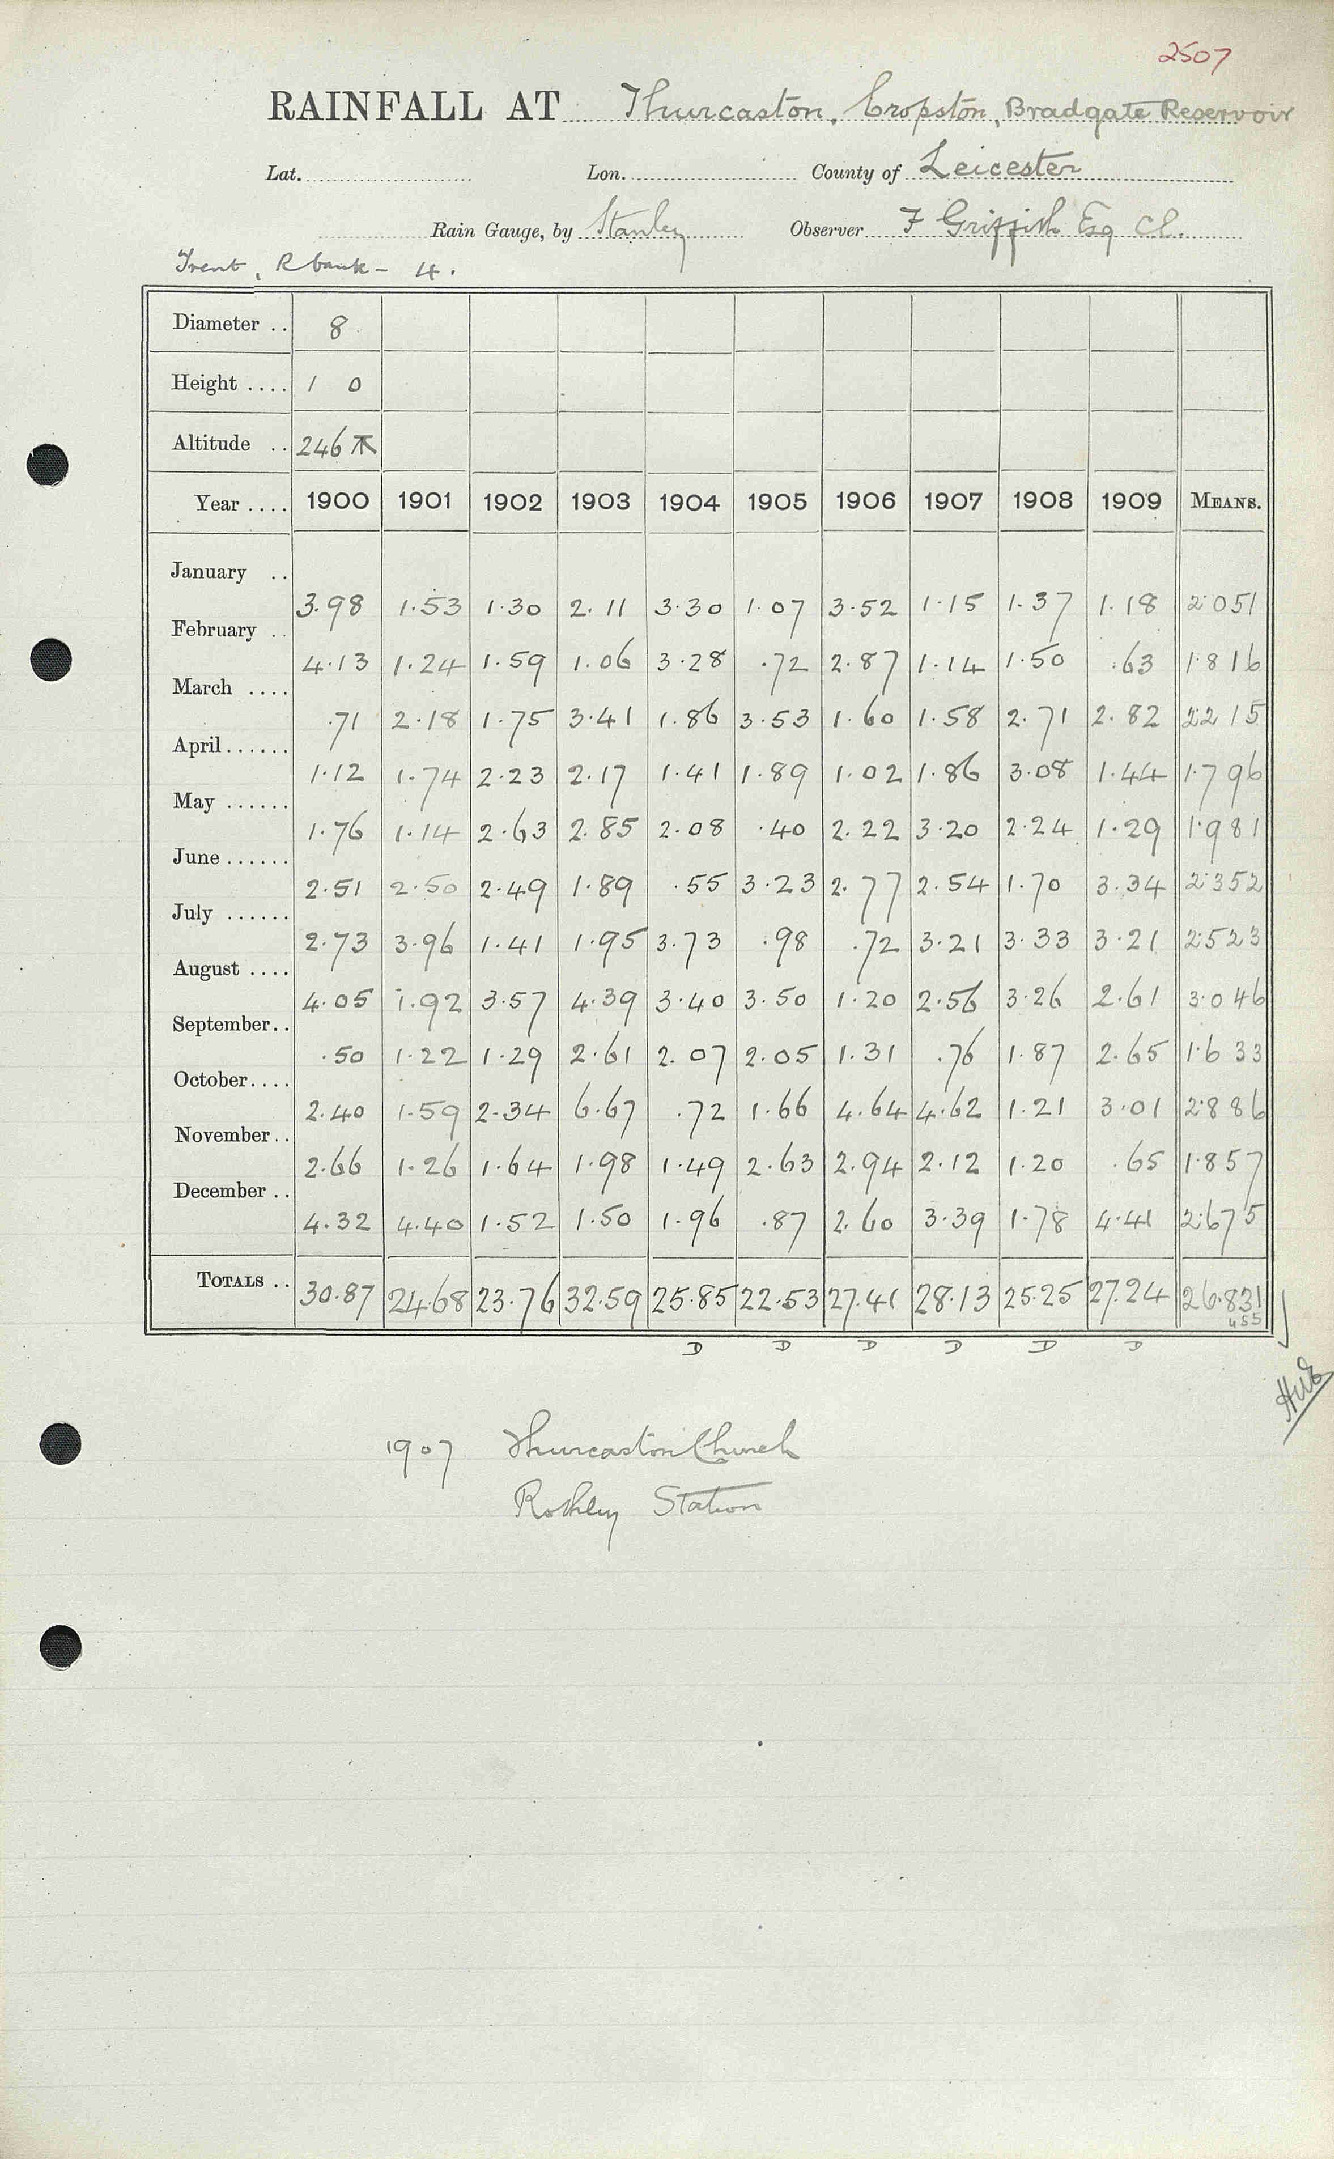 2507
RAINFALL AT Thurcaston, Cropston, Bradgate Reservoir
Lat. Lon. County of Leicester
Rain Gauge, by Stanley Observer F Griffith Esq CE.
Trent, R bank - 4.
Diameter .. 8
Height .... 1 0
Altitude .. 246
Year .... 1900 1901 1902 1903 1904 1905 1906 1907 1908 1909 MEANS.
January .. 3.98 1.53 1.30 2.11 3.30 1.07 3.52 1.15 1.37 1.18 2.051
February .. 4.13 1.24 1.59 1.06 3.28 .72 2.87 1.14 1.50 .63 1.816
March .... .71 2.18 1.75 3.41 1.86 3.53 1.60 1.58 2.71 2.82 2.215
April...... 1.12 1.74 2.23 2.17 1.41 1.89 1.02 1.86 3.08 1.44 1.796
May ...... 1.76 1.14 2.63 2.85 2.08 .40 2.22 3.20 2.24 1.29 1.981
June ...... 2.51 2.50 2.49 1.89 .55 3.23 2.77 2.54 1.70 3.34 2.352
July ...... 2.73 3.96 1.41 1.95 3.73 .98 .72 3.21 3.33 3.21 2.523
August .... 4.05 1.92 3.57 4.39 3.40 3.50 1.20 2.56 3.26 2.61 3.046
September.. .50 1.22 1.29 2.61 2.07 2.05 1.31 .76 1.87 2.65 1.633
October.... 2.40 1.59 2.34 6.67 .72 1.66 4.64 4.62 1.21 3.01 2.886
November.. 2.66 1.26 1.64 1.98 1.49 2.63 2.94 2.12 1.20 .65 1.857
December .. 4.32 4.40 1.52 1.50 1.96 .87 2.60 3.39 1.78 4.41 2.675
TOTALS .. 30.87 24.68 23.76 32.59 25.85 22.53 27.41 28.13 25.25 27.24 26.831
455
D D D D D D
1907 Thurcaston Church
Rothley Station